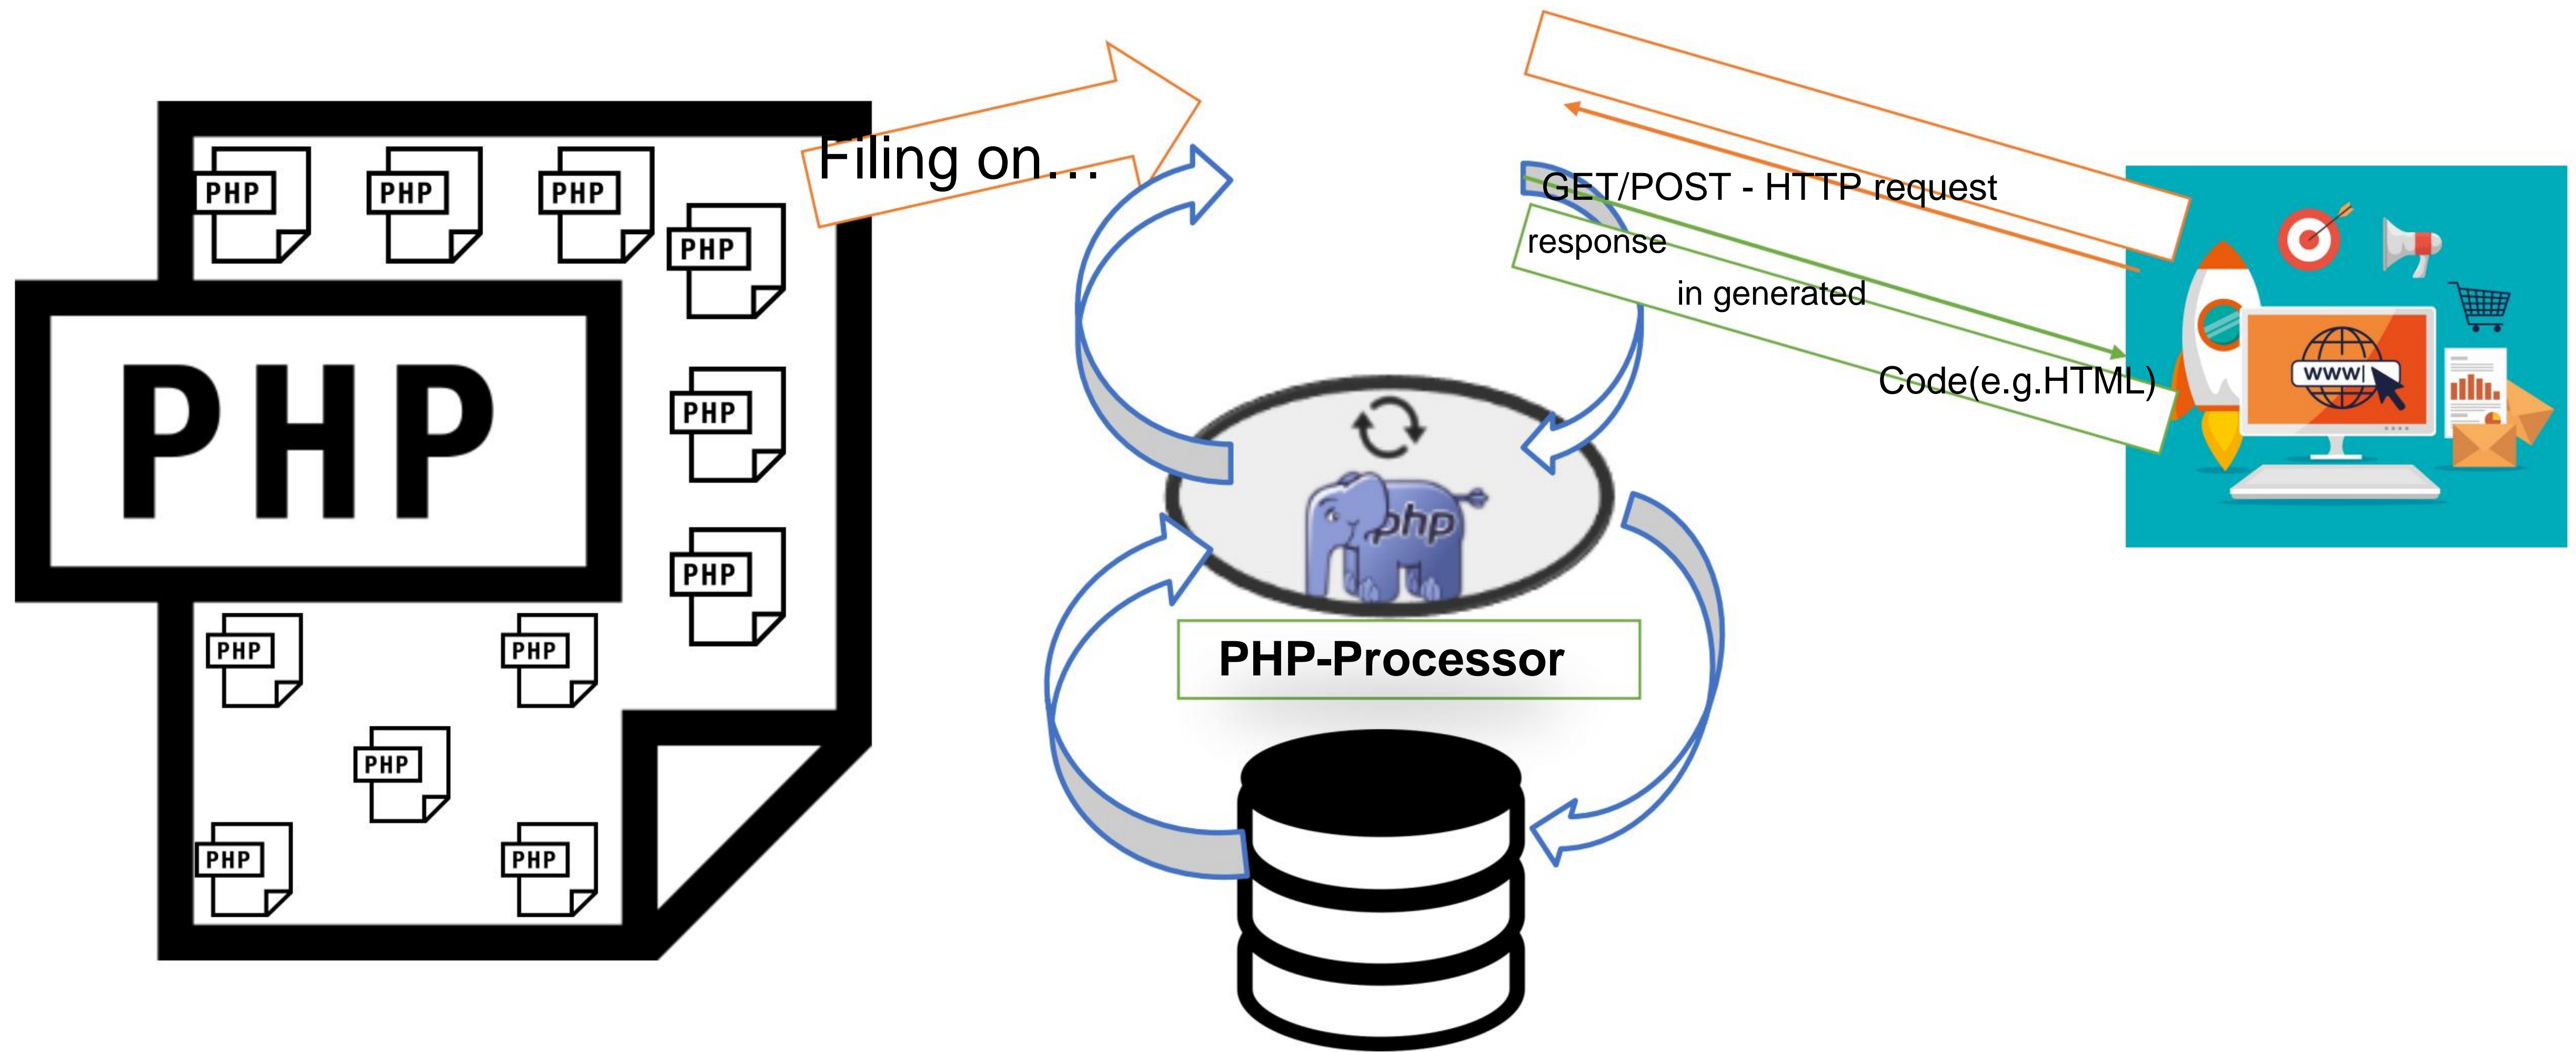 PHP
PHP
PHP
PHP
PHP
PHP
PHP
PHP
PHP
PHP
PHP
PHP
Filing on...
GET/POST - HTTP request
response
in generated
Code(e.g.HTML)
www
php
PHP-Processor